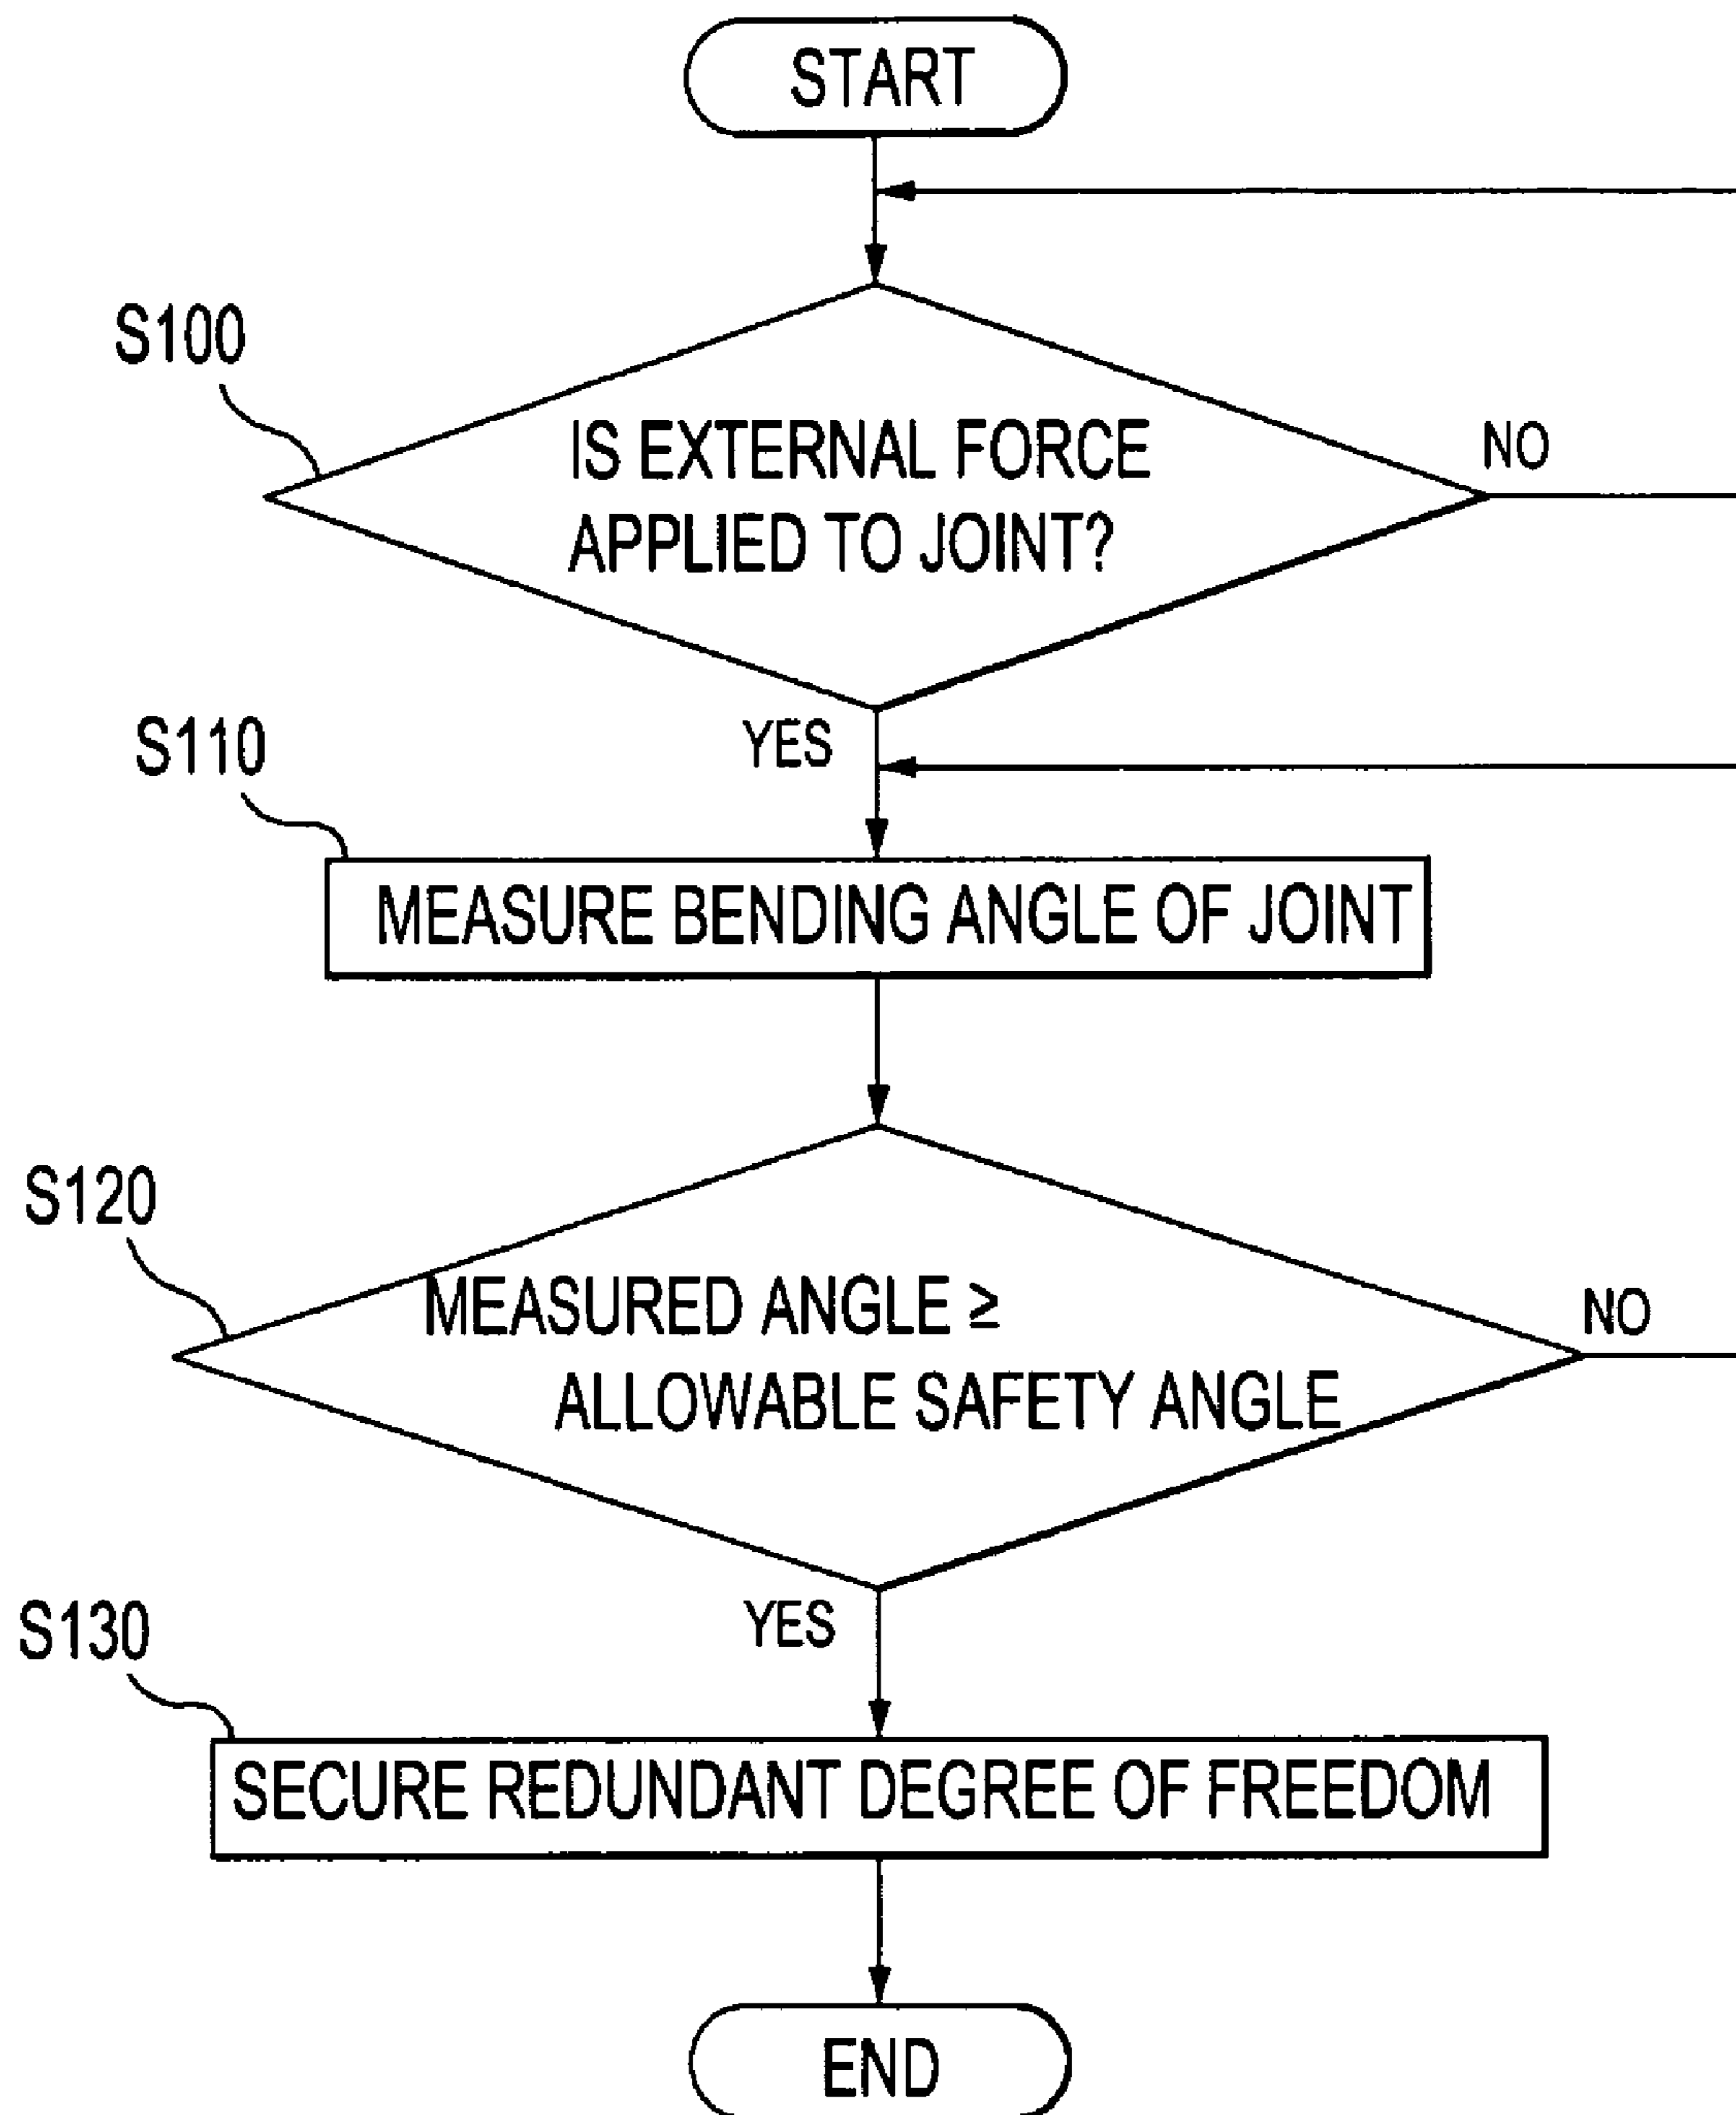 START
S100
IS EXTERNAL FORCE
APPLIED TO JOINT?
NO
YES
S110
MEASURE BENDING ANGLE OF JOINT
S120
MEASURED ANGLE ≥
ALLOWABLE SAFETY ANGLE
NO
YES
S130
SECURE REDUNDANT DEGREE OF FREEDOM
END